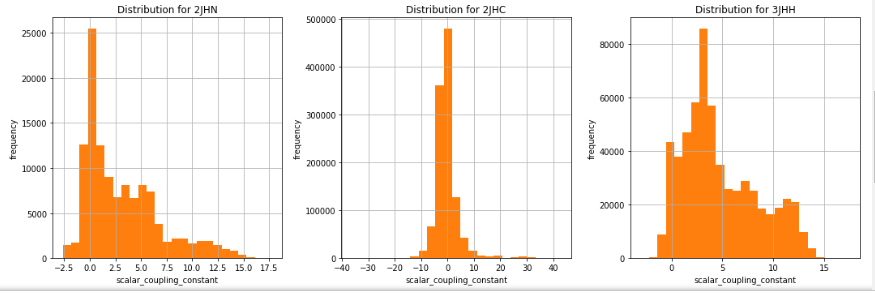 Distribution for 2JHN
25000
20000
15000
10000
5000
0
frequency
−2.5 0.0 2.5 5.0 7.5 10.0 12.5 15.0 17.5
scalar_coupling_constant
Distribution for 2JHC
500000
400000
300000
200000
100000
0
frequency
−40 −30 −20 −10 0 10 20 30 40
scalar_coupling_constant
Distribution for 3JHH
80000
60000
40000
20000
0
frequency
0 5 10 15
scalar_coupling_constant